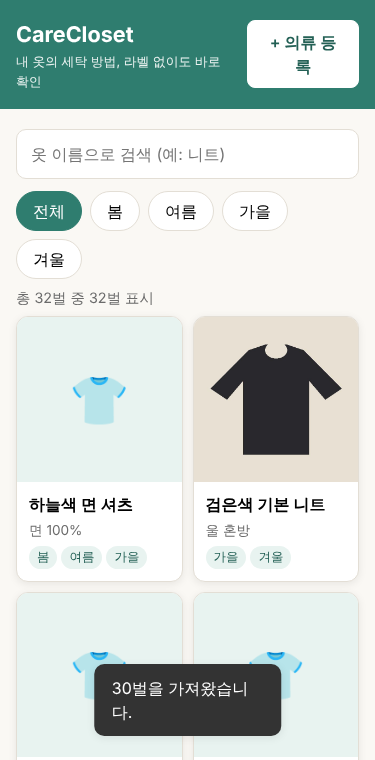 CareCloset
내 옷의 세탁 방법, 라벨 없이도 바로
확인
+ 의류 등
록
옷 이름으로 검색 (예: 니트)
전체
봄
여름
가을
겨울
총 32벌 중 32벌 표시
하늘색 면 셔츠
면 100%
봄
여름
가을
검은색 기본 니트
울 혼방
가을
겨울
30벌을 가져왔습니
다.